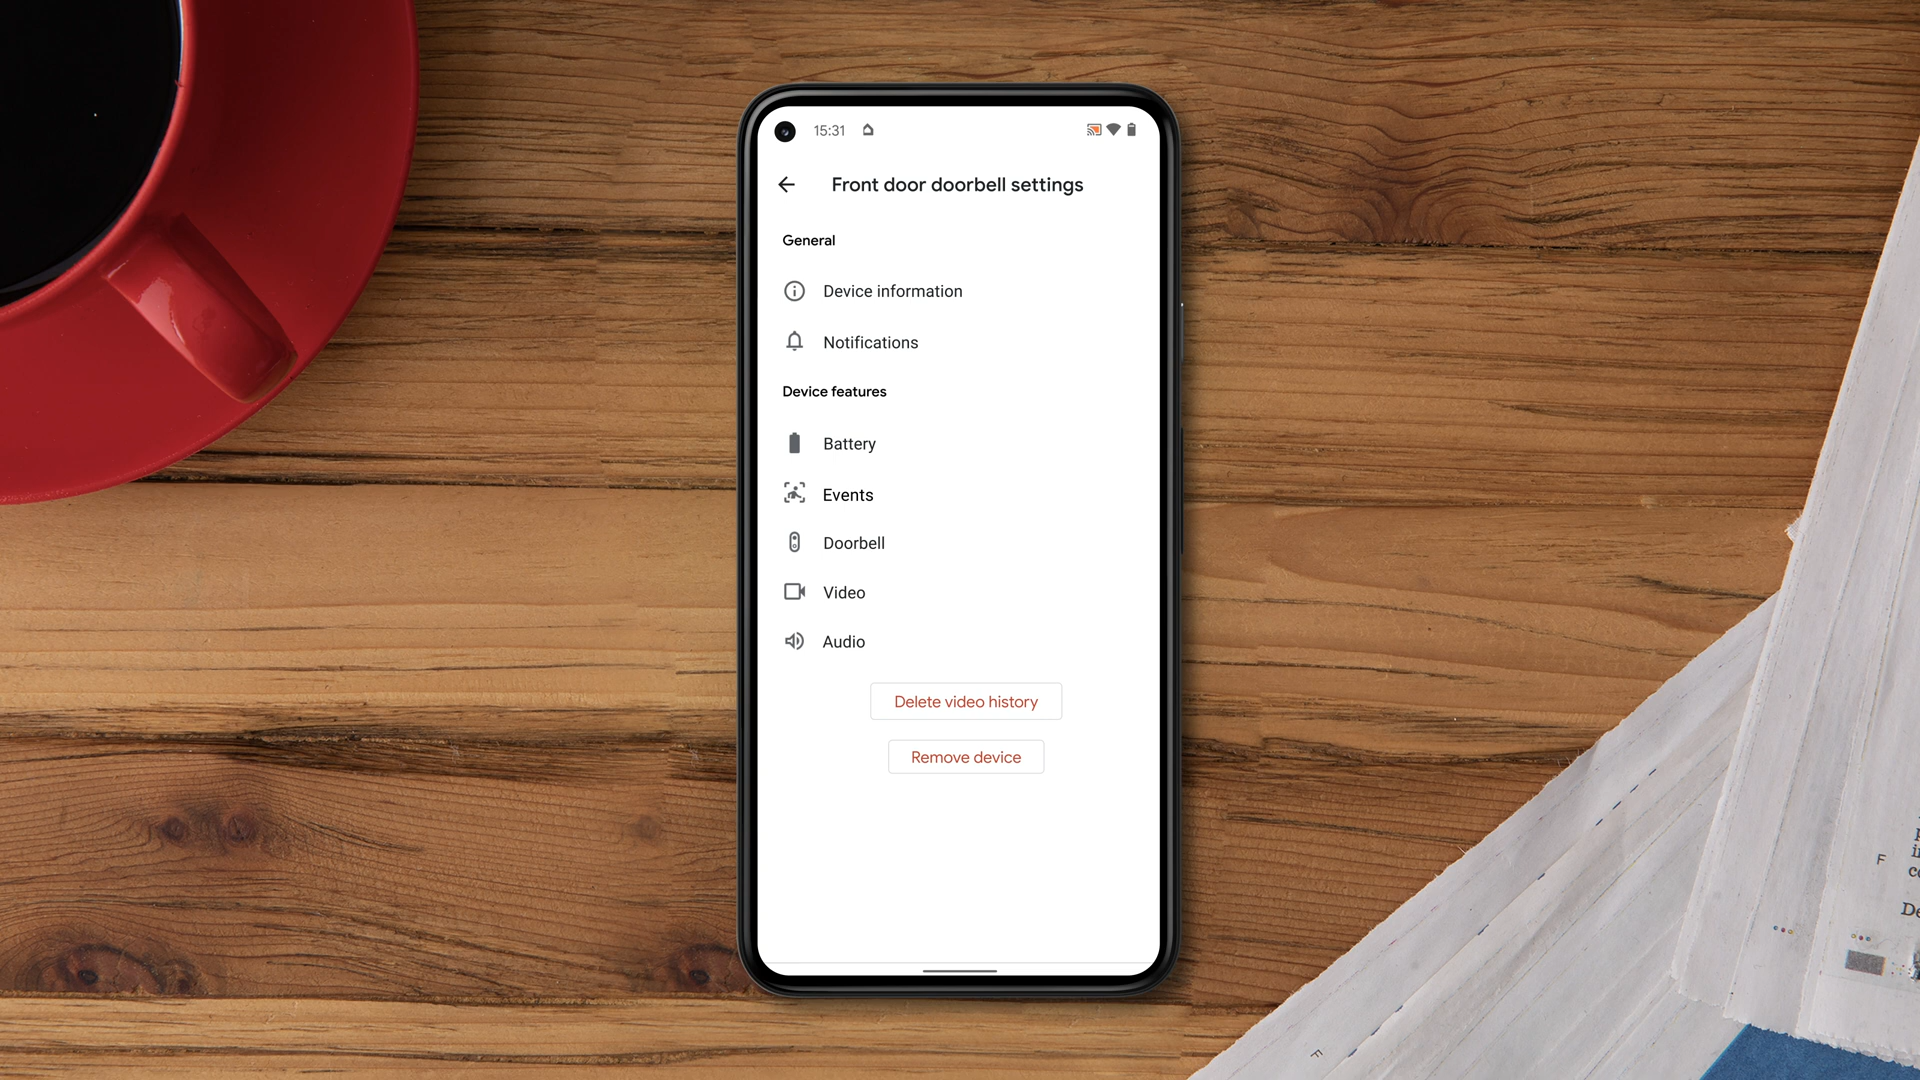 15:31
Front door doorbell settings
General
Device information
Notifications
Device features
Battery
Events
Doorbell
Video
Audio
Delete video history
Remove device
F
F